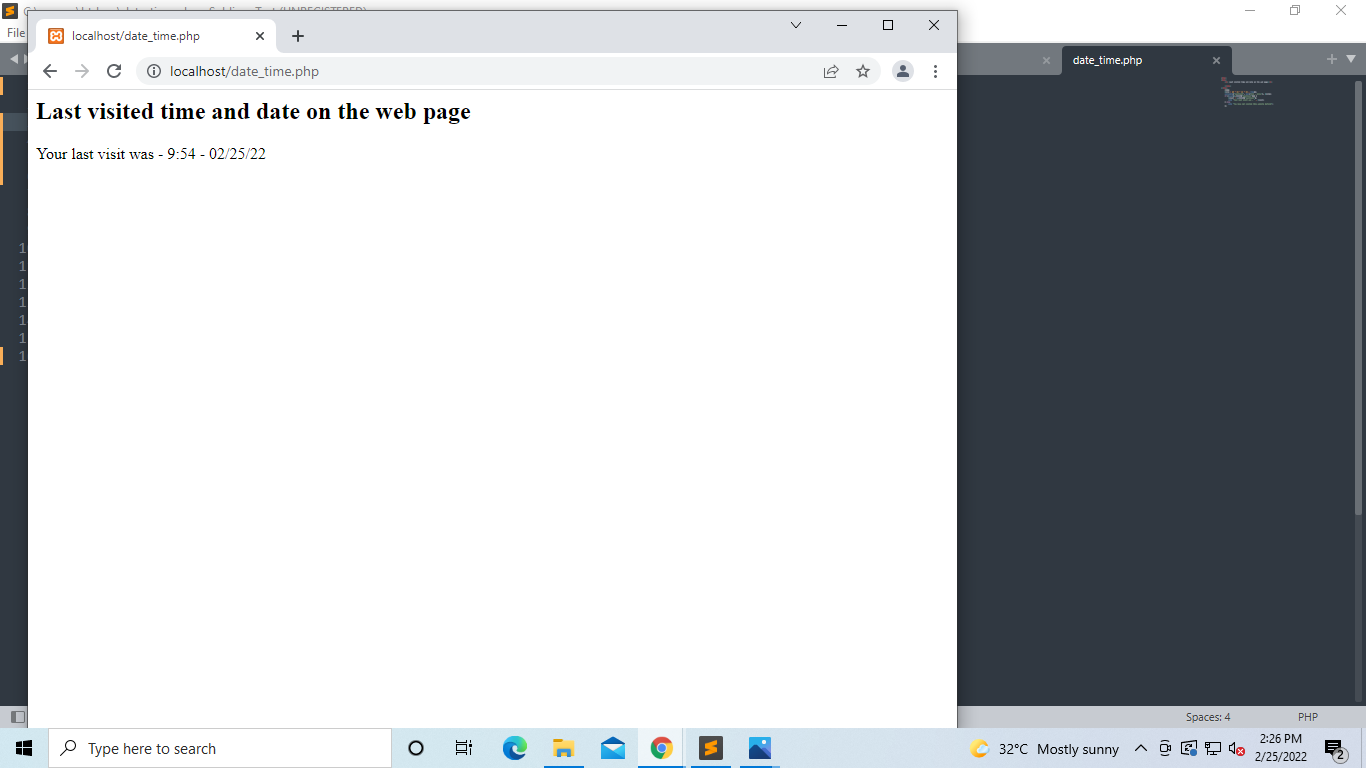 File
localhost/date_time.php
date_time.php
localhost/date_time.php
Last visited time and date on the web page
Your last visit was - 9:54 - 02/25/22
1
1
1
1
1
1
1
Spaces: 4
PHP
Type here to search
32°C Mostly sunny
2:26 PM
2/25/2022
2